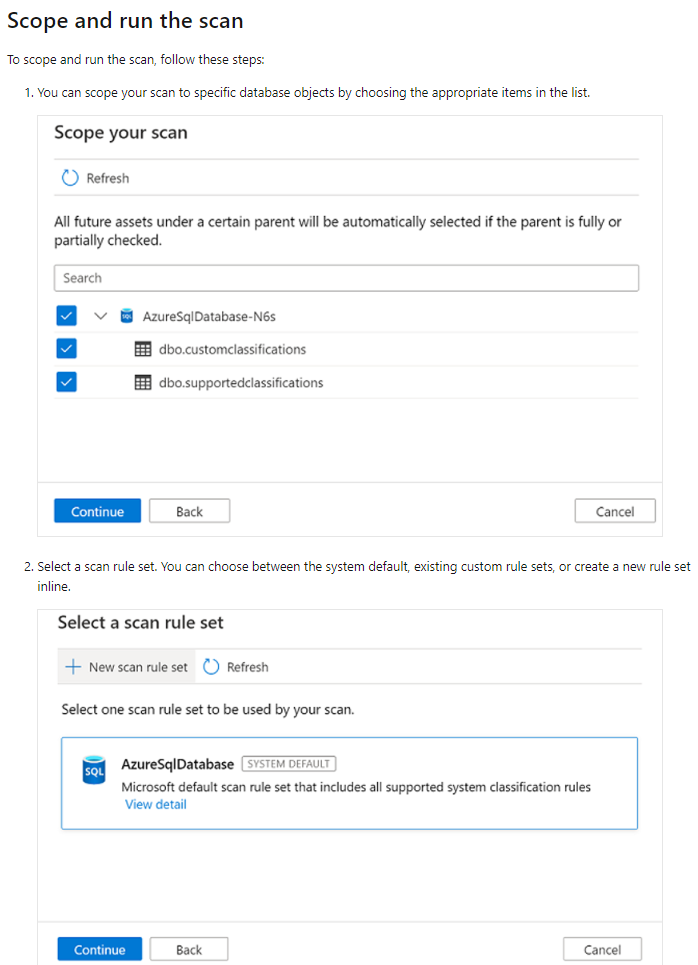 Scope and run the scan
To scope and run the scan, follow these steps:
1. You can scope your scan to specific database objects by choosing the appropriate items in the list.
Scope your scan
Refresh
All future assets under a certain parent will be automatically selected if the parent is fully or
partially checked.
Search
AzureSqlDatabase-N6s
dbo.customclassifications
dbo.supportedclassifications
Continue Back Cancel
2. Select a scan rule set. You can choose between the system default, existing custom rule sets, or create a new rule set
inline.
Select a scan rule set
New scan rule set Refresh
Select one scan rule set to be used by your scan.
SQL AzureSqlDatabase SYSTEM DEFAULT
Microsoft default scan rule set that includes all supported system classification rules
View detail
Continue Back Cancel